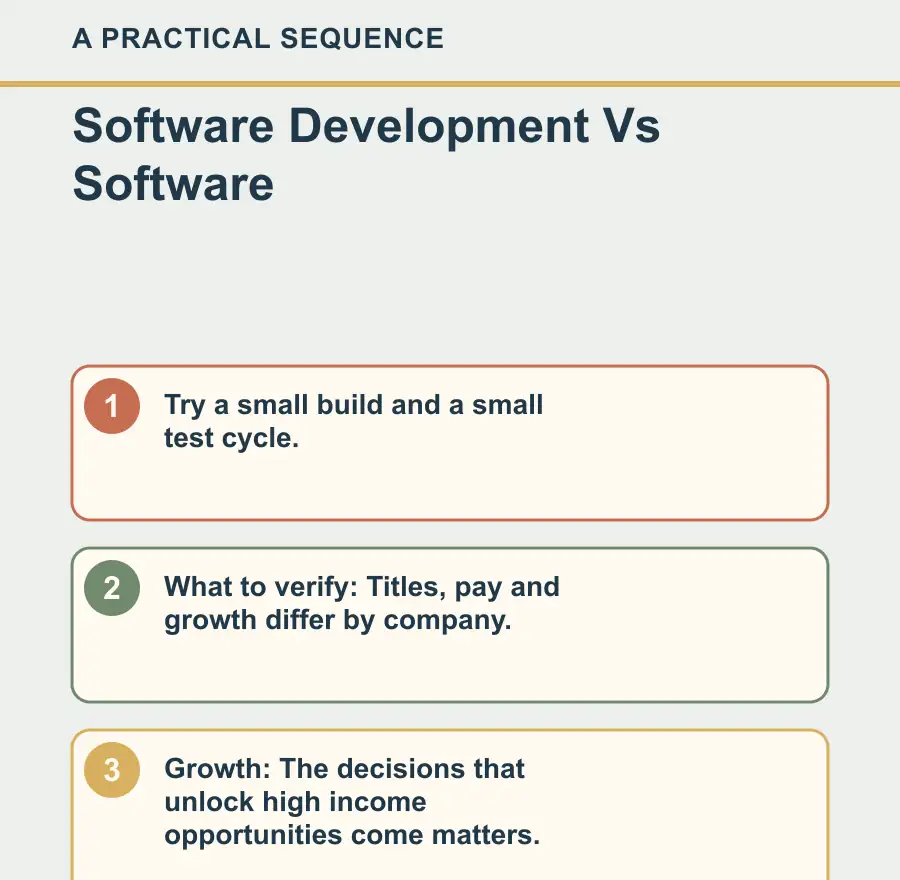 A PRACTICAL SEQUENCE
Software Development Vs
Software
1
Try a small build and a small
test cycle.
2
What to verify: Titles, pay and
growth differ by company.
3
Growth: The decisions that
unlock high income
opportunities come matters.